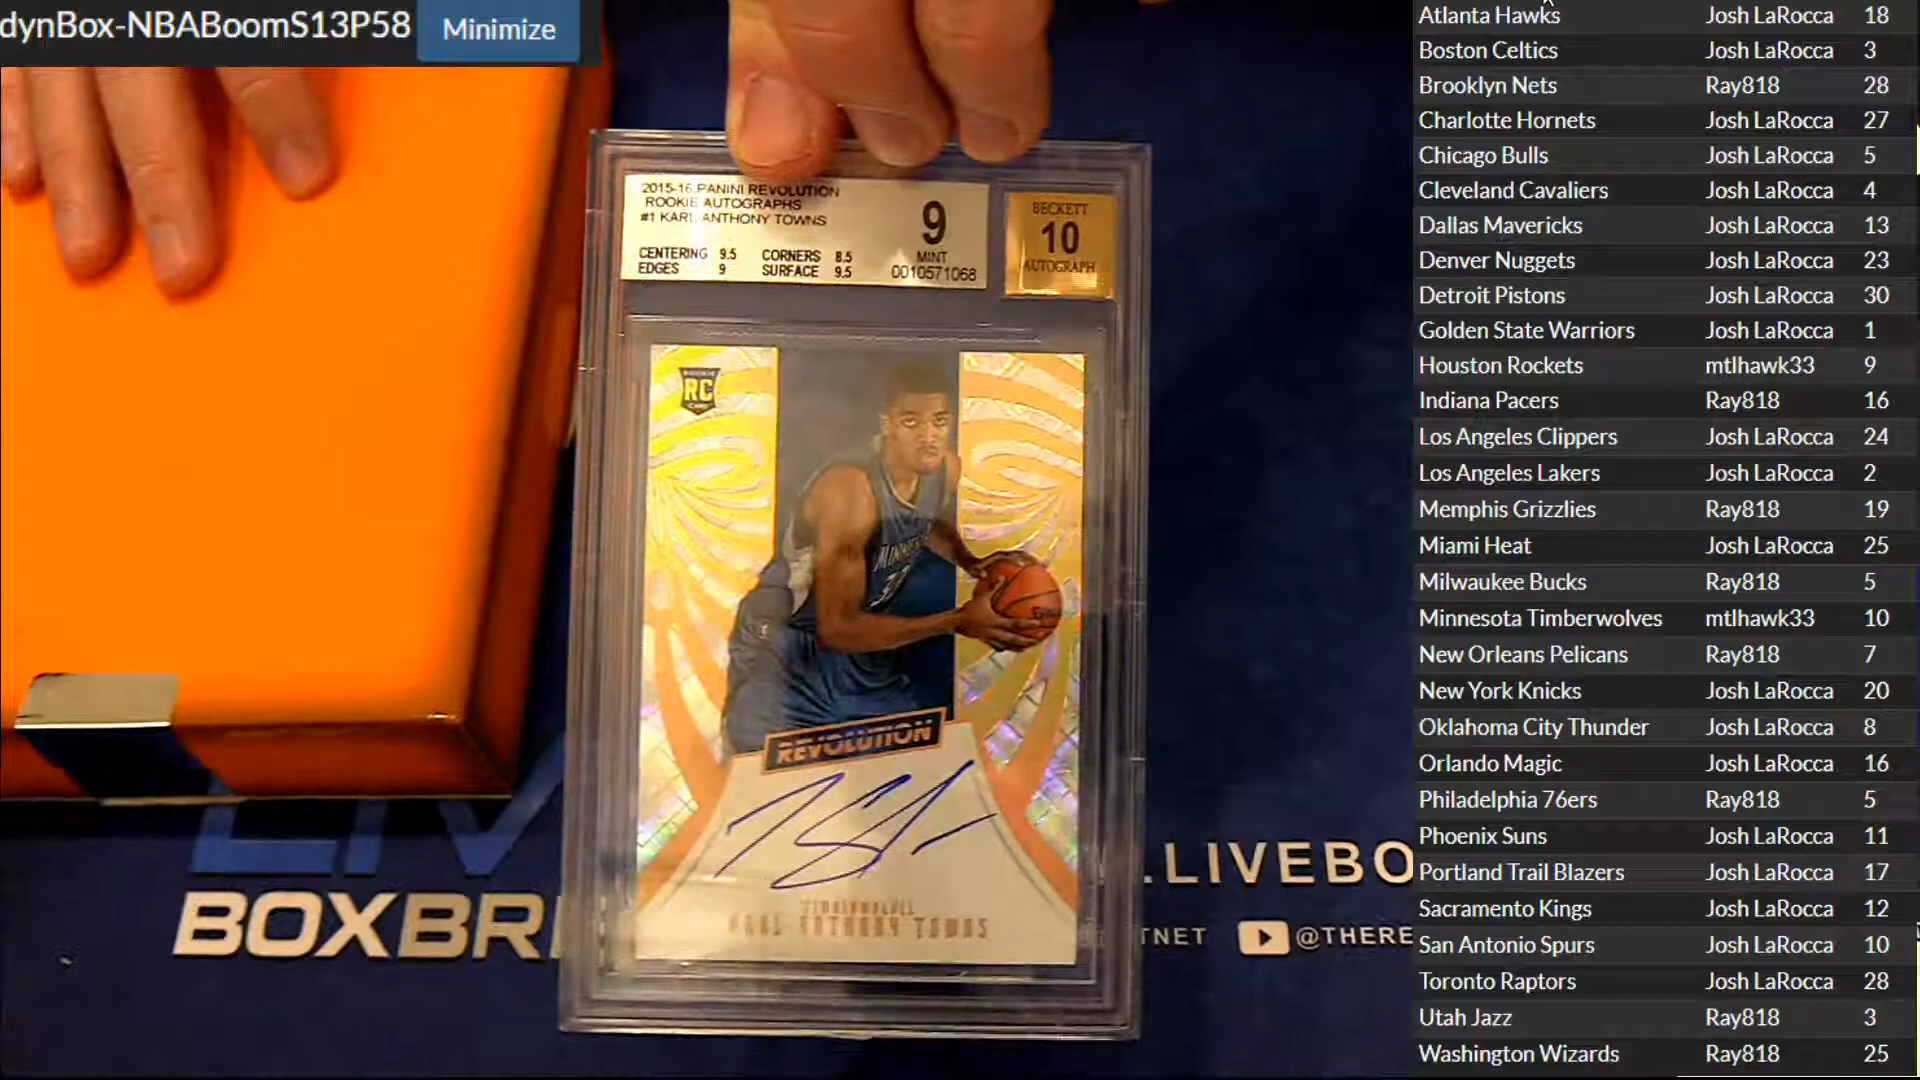 dynBox-NBABoomS13P58 Minimize
2015-16 PANINI REVOLUTION
ROOKIE AUTOGRAPHS
#1 KARL ANTHONY TOWNS
CENTERING 9.5 CORNERS 8.5
EDGES 9 SURFACE 9.5
9
MINT
0010571068
BECKETT
10
AUTOGRAPH
ROOKIE
RC
CARD
MINNESOTA
REVOLUTION
TIMBERWOLVES
KARL-ANTHONY TOWNS
LIV
BOXBR
.LLIVEBO
TNET @THERE
Atlanta Hawks Josh LaRocca 18
Boston Celtics Josh LaRocca 3
Brooklyn Nets Ray818 28
Charlotte Hornets Josh LaRocca 27
Chicago Bulls Josh LaRocca 5
Cleveland Cavaliers Josh LaRocca 4
Dallas Mavericks Josh LaRocca 13
Denver Nuggets Josh LaRocca 23
Detroit Pistons Josh LaRocca 30
Golden State Warriors Josh LaRocca 1
Houston Rockets mtlhawk33 9
Indiana Pacers Ray818 16
Los Angeles Clippers Josh LaRocca 24
Los Angeles Lakers Josh LaRocca 2
Memphis Grizzlies Ray818 19
Miami Heat Josh LaRocca 25
Milwaukee Bucks Ray818 5
Minnesota Timberwolves mtlhawk33 10
New Orleans Pelicans Ray818 7
New York Knicks Josh LaRocca 20
Oklahoma City Thunder Josh LaRocca 8
Orlando Magic Josh LaRocca 16
Philadelphia 76ers Ray818 5
Phoenix Suns Josh LaRocca 11
Portland Trail Blazers Josh LaRocca 17
Sacramento Kings Josh LaRocca 12
San Antonio Spurs Josh LaRocca 10
Toronto Raptors Josh LaRocca 28
Utah Jazz Ray818 3
Washington Wizards Ray818 25